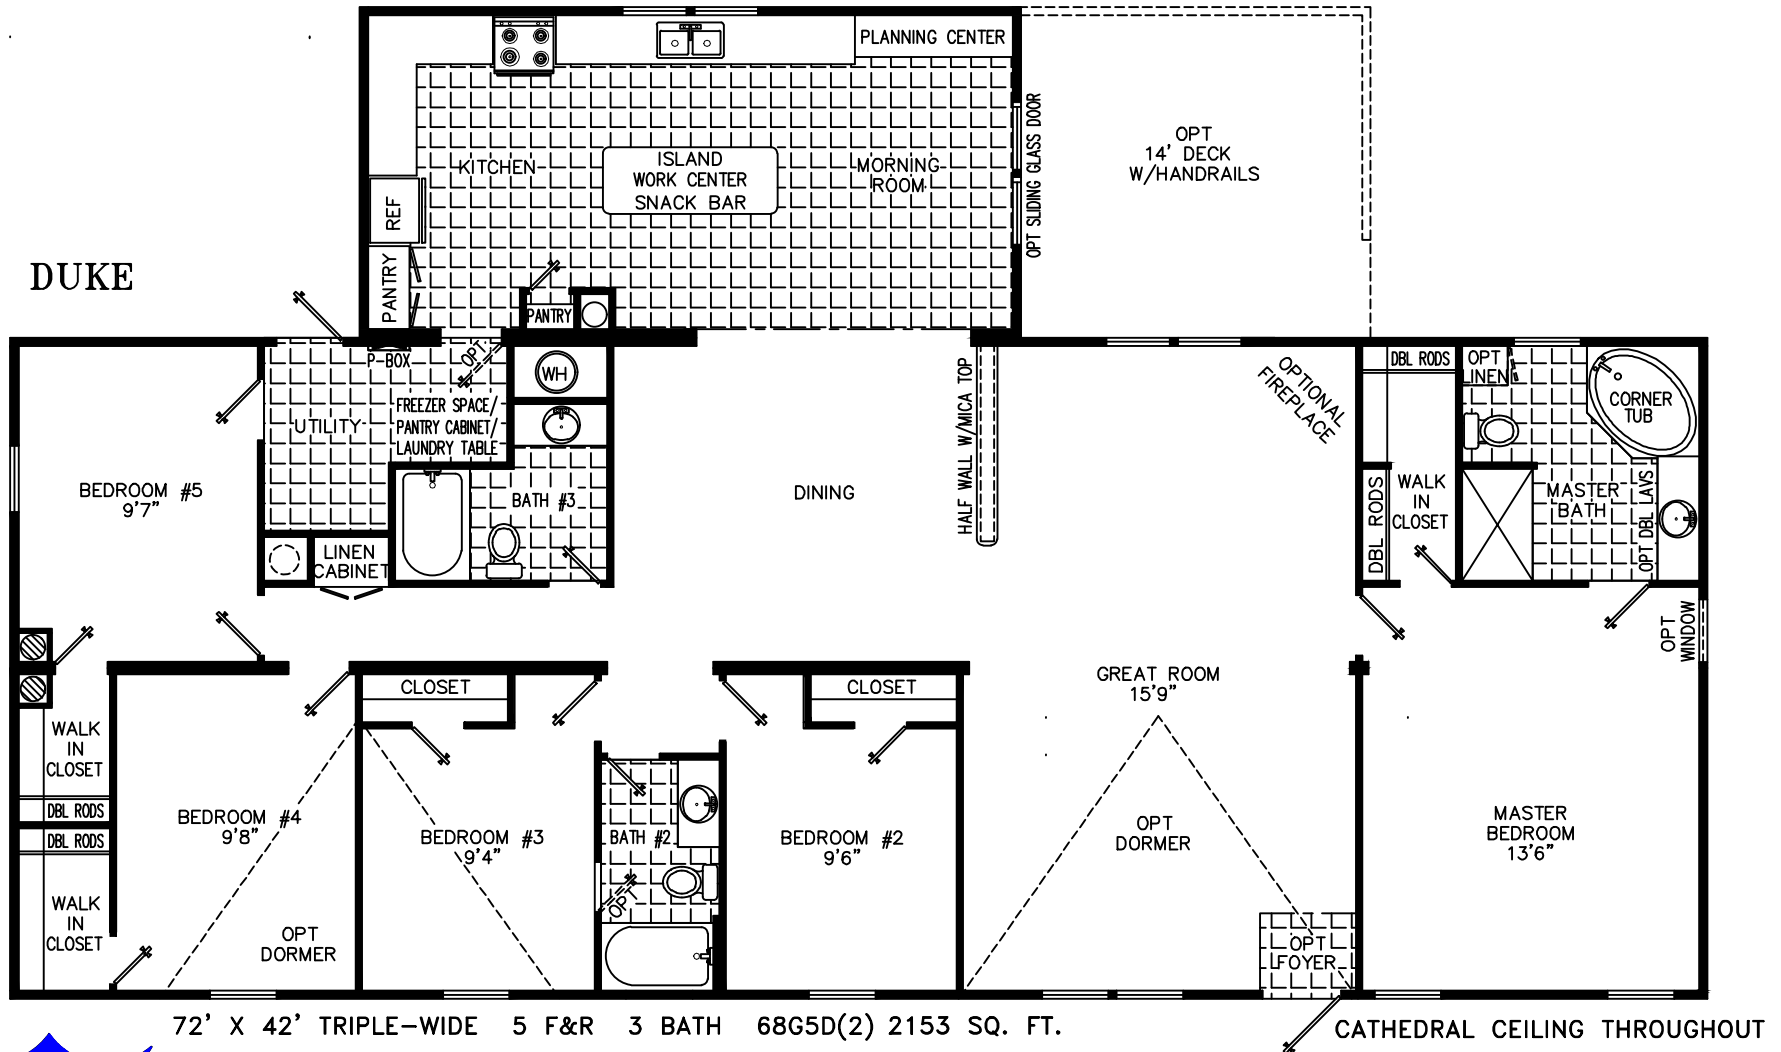 PLANNING CENTER
KITCHEN
ISLAND
WORK CENTER
SNACK BAR
MORNING
ROOM
OPT SLIDING GLASS DOOR
OPT
14' DECK
W/HANDRAILS
REF
PANTRY
PANTRY
DUKE
P-BOX
OPT
WH
UTILITY
FREEZER SPACE/
PANTRY CABINET/
LAUNDRY TABLE
BEDROOM #5
9'7"
BATH #3
LINEN
CABINET
DINING
HALF WALL W/MICA TOP
OPTIONAL
FIREPLACE
DBL RODS
OPT
LINEN
CORNER
TUB
DBL RODS
WALK
IN
CLOSET
MASTER
BATH
OPT DBL LAVS
OPT
WINDOW
CLOSET
CLOSET
GREAT ROOM
15'9"
WALK
IN
CLOSET
DBL RODS
DBL RODS
WALK
IN
CLOSET
BEDROOM #4
9'8"
OPT
DORMER
BEDROOM #3
9'4"
BATH #2
OPT
BEDROOM #2
9'6"
OPT
DORMER
OPT
FOYER
MASTER
BEDROOM
13'6"
72' X 42' TRIPLE-WIDE 5 F&R 3 BATH 68G5D(2) 2153 SQ. FT.
CATHEDRAL CEILING THROUGHOUT